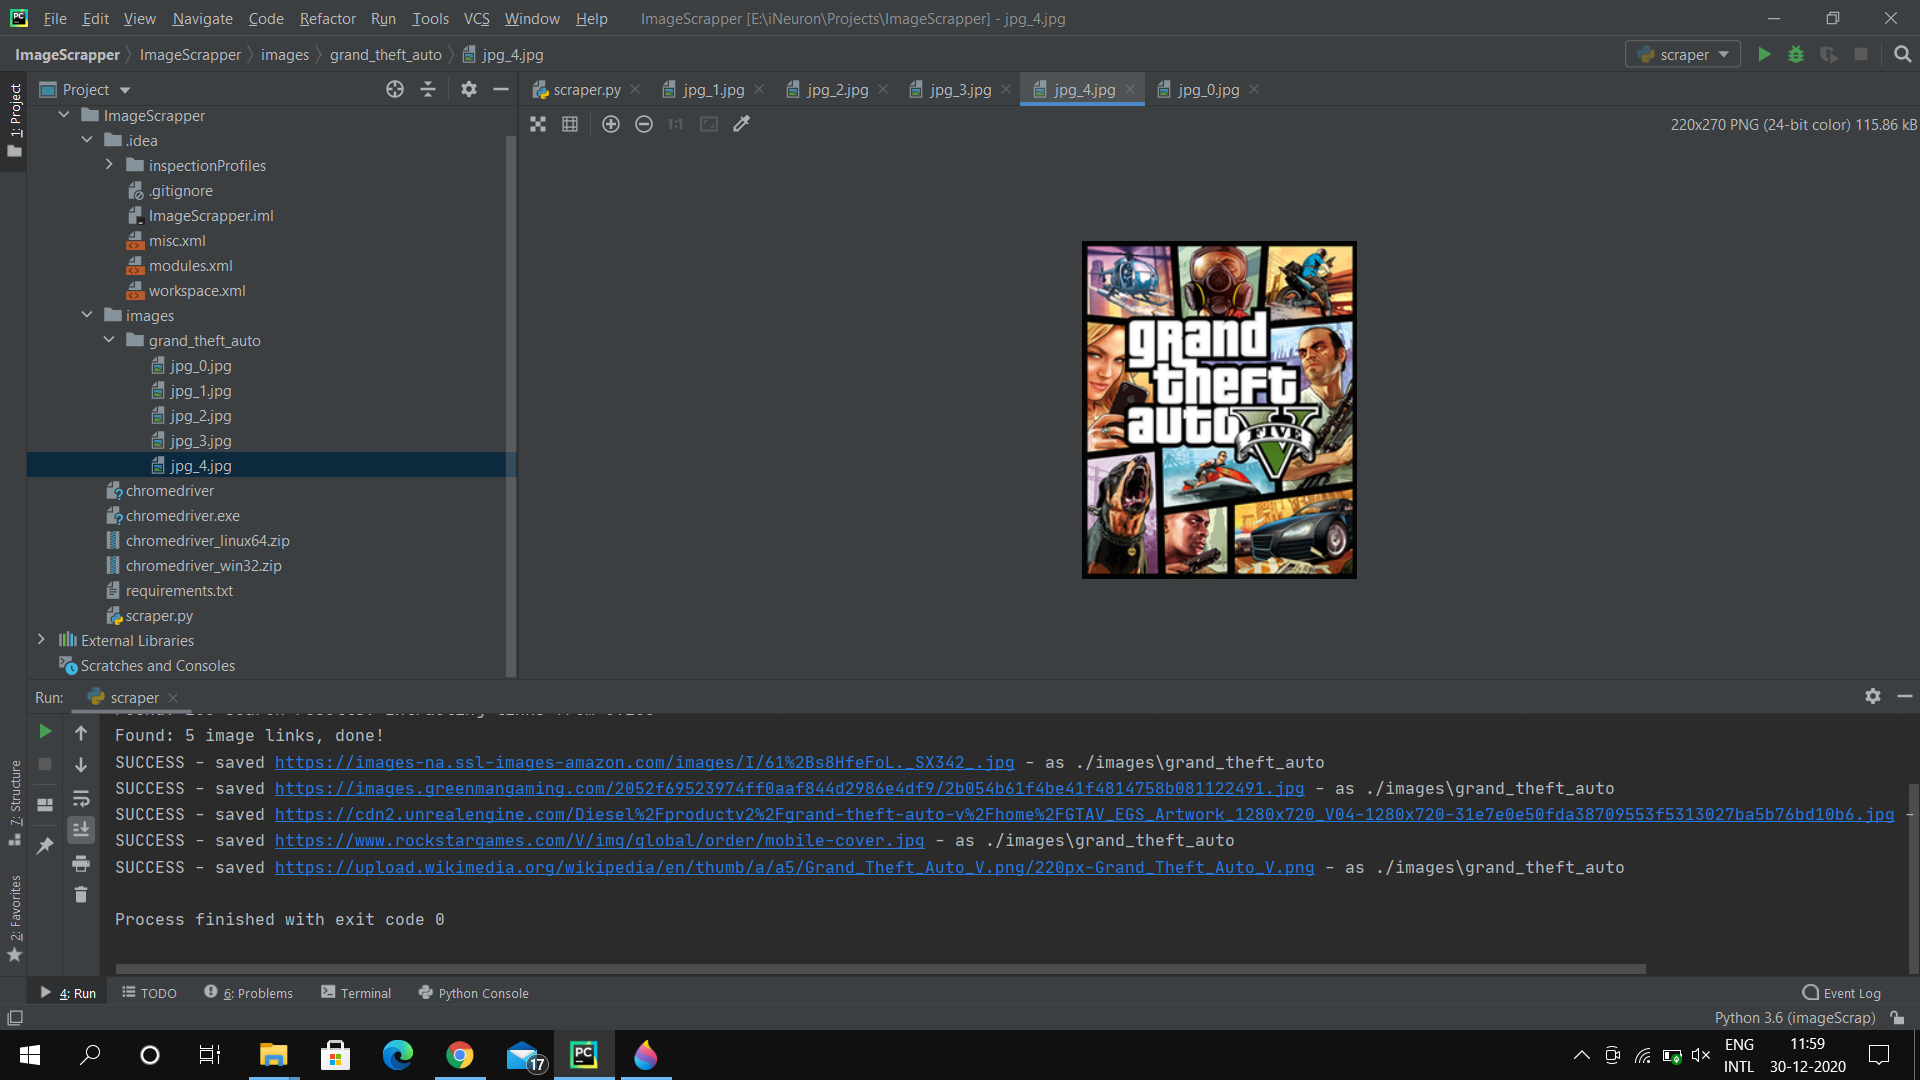 PC File Edit View Navigate Code Refactor Run Tools VCS Window Help ImageScrapper [E:\iNeuron\Projects\ImageScrapper] - jpg_4.jpg
ImageScrapper ImageScrapper images grand_theft_auto jpg_4.jpg scraper
1: Project
Project
scraper.py jpg_1.jpg jpg_2.jpg jpg_3.jpg jpg_4.jpg jpg_0.jpg
1:1
220x270 PNG (24-bit color) 115.86 kB
ImageScrapper
.idea
inspectionProfiles
.gitignore
ImageScrapper.iml
misc.xml
modules.xml
workspace.xml
images
grand_theft_auto
jpg_0.jpg
jpg_1.jpg
jpg_2.jpg
jpg_3.jpg
jpg_4.jpg
chromedriver
chromedriver.exe
chromedriver_linux64.zip
chromedriver_win32.zip
requirements.txt
scraper.py
External Libraries
Scratches and Consoles
grand
theft
auto
V
FIVE
Run: scraper
Found: 5 image links, done!
SUCCESS - saved https://images-na.ssl-images-amazon.com/images/I/61%2Bs8HfeFoL._SX342_.jpg - as ./images\grand_theft_auto
SUCCESS - saved https://images.greenmangaming.com/2052f69523974ff0aaf844d2986e4df9/2b054b61f4be41f4814758b081122491.jpg - as ./images\grand_theft_auto
SUCCESS - saved https://cdn2.unrealengine.com/Diesel%2Fproductv2%2Fgrand-theft-auto-v%2Fhome%2FGTAV_EGS_Artwork_1280x720_V04-1280x720-31e7e0e50fda38709553f5313027ba5b76bd10b6.jpg -
SUCCESS - saved https://www.rockstargames.com/V/img/global/order/mobile-cover.jpg - as ./images\grand_theft_auto
SUCCESS - saved https://upload.wikimedia.org/wikipedia/en/thumb/a/a5/Grand_Theft_Auto_V.png/220px-Grand_Theft_Auto_V.png - as ./images\grand_theft_auto
Process finished with exit code 0
7: Structure
2: Favorites
4: Run TODO 6: Problems Terminal Python Console Event Log
Python 3.6 (imageScrap)
17
PC
ENG
INTL
11:59
30-12-2020